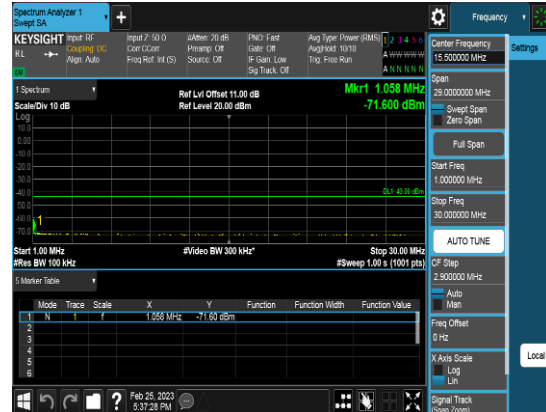 Spectrum Analyzer 1
Swept SA
+
Frequency
KEYSIGHT Input: RF Input Z: 50 Ω #Atten: 20 dB PNO: Fast Avg Type: Power (RMS) 1 2 3 4 5 6
RL Coupling: DC Corr CCorr Preamp: Off Gate: Off Avg|Hold: 10/10 A W W W W W
Align: Auto Freq Ref: Int (S) Source: Off IF Gain: Low Trig: Free Run
Sig Track: Off A N N N N N
1 Spectrum
Ref Lvl Offset 11.00 dB Mkr1 1.058 MHz
Scale/Div 10 dB Ref Level 20.00 dBm -71.600 dBm
Log
10.0
0.00
-10.0
-20.0
-30.0
-40.0
-50.0
-60.0
-70.0
1
Start 1.00 MHz #Video BW 300 kHz* Stop 30.00 MHz
#Res BW 100 kHz #Sweep 1.00 s (1001 pts)
5 Marker Table
Mode Trace Scale X Y Function Function Width Function Value
1 N 1 f 1.058 MHz -71.60 dBm
2
3
4
5
6
Feb 25, 2023
5:37:28 PM
Center Frequency
15.500000 MHz
Settings
Span
29.0000000 MHz
Swept Span
Zero Span
Full Span
Start Freq
1.000000 MHz
Stop Freq
30.000000 MHz
AUTO TUNE
CF Step
2.900000 MHz
Auto
Man
Freq Offset
0 Hz
X Axis Scale
Log
Lin
Local
Signal Track
(Span Zoom)